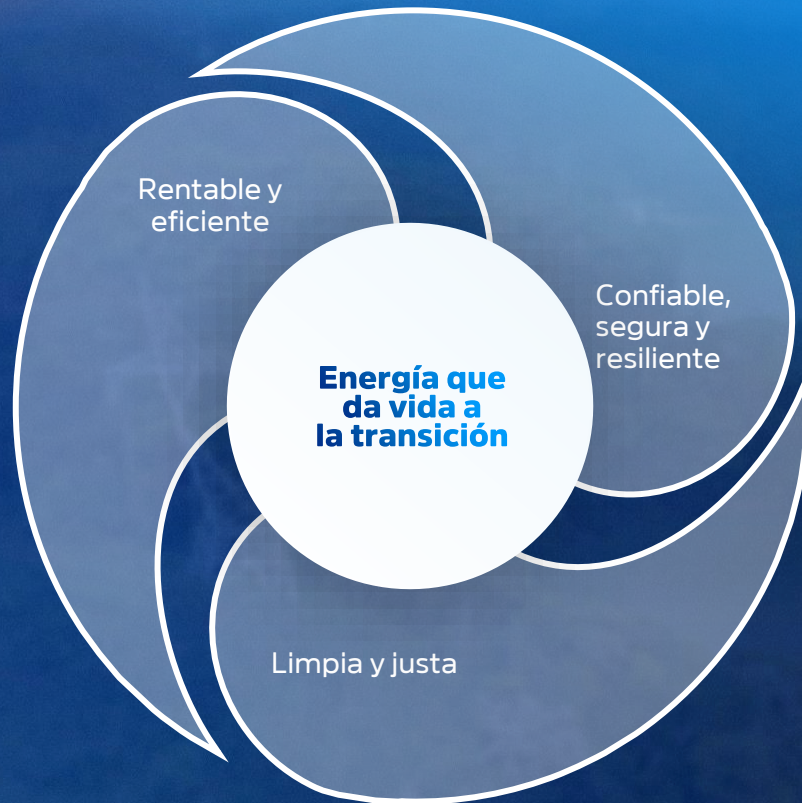 Rentable y
eficiente
Confiable,
segura y
resiliente
Energía que
da vida a
la transición
Limpia y justa